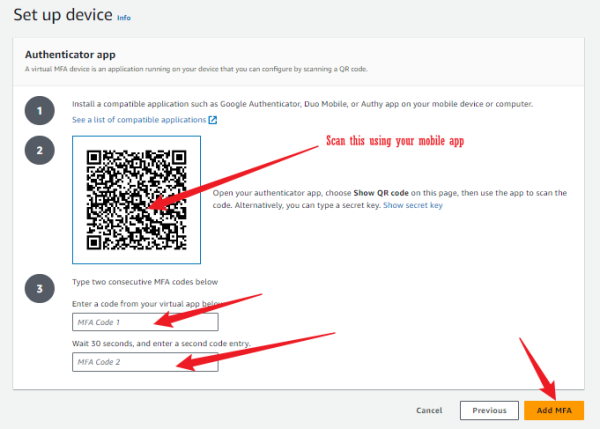 Set up device Info
Authenticator app
A virtual MFA device is an application running on your device that you can configure by scanning a QR code.
1
Install a compatible application such as Google Authenticator, Duo Mobile, or Authy app on your mobile device or computer.
See a list of compatible applications
2
Scan this using your mobile app
Open your authenticator app, choose Show QR code on this page, then use the app to scan the
code. Alternatively, you can type a secret key. Show secret key
3
Type two consecutive MFA codes below
Enter a code from your virtual app below
MFA Code 1
Wait 30 seconds, and enter a second code entry.
MFA Code 2
Cancel
Previous
Add MFA